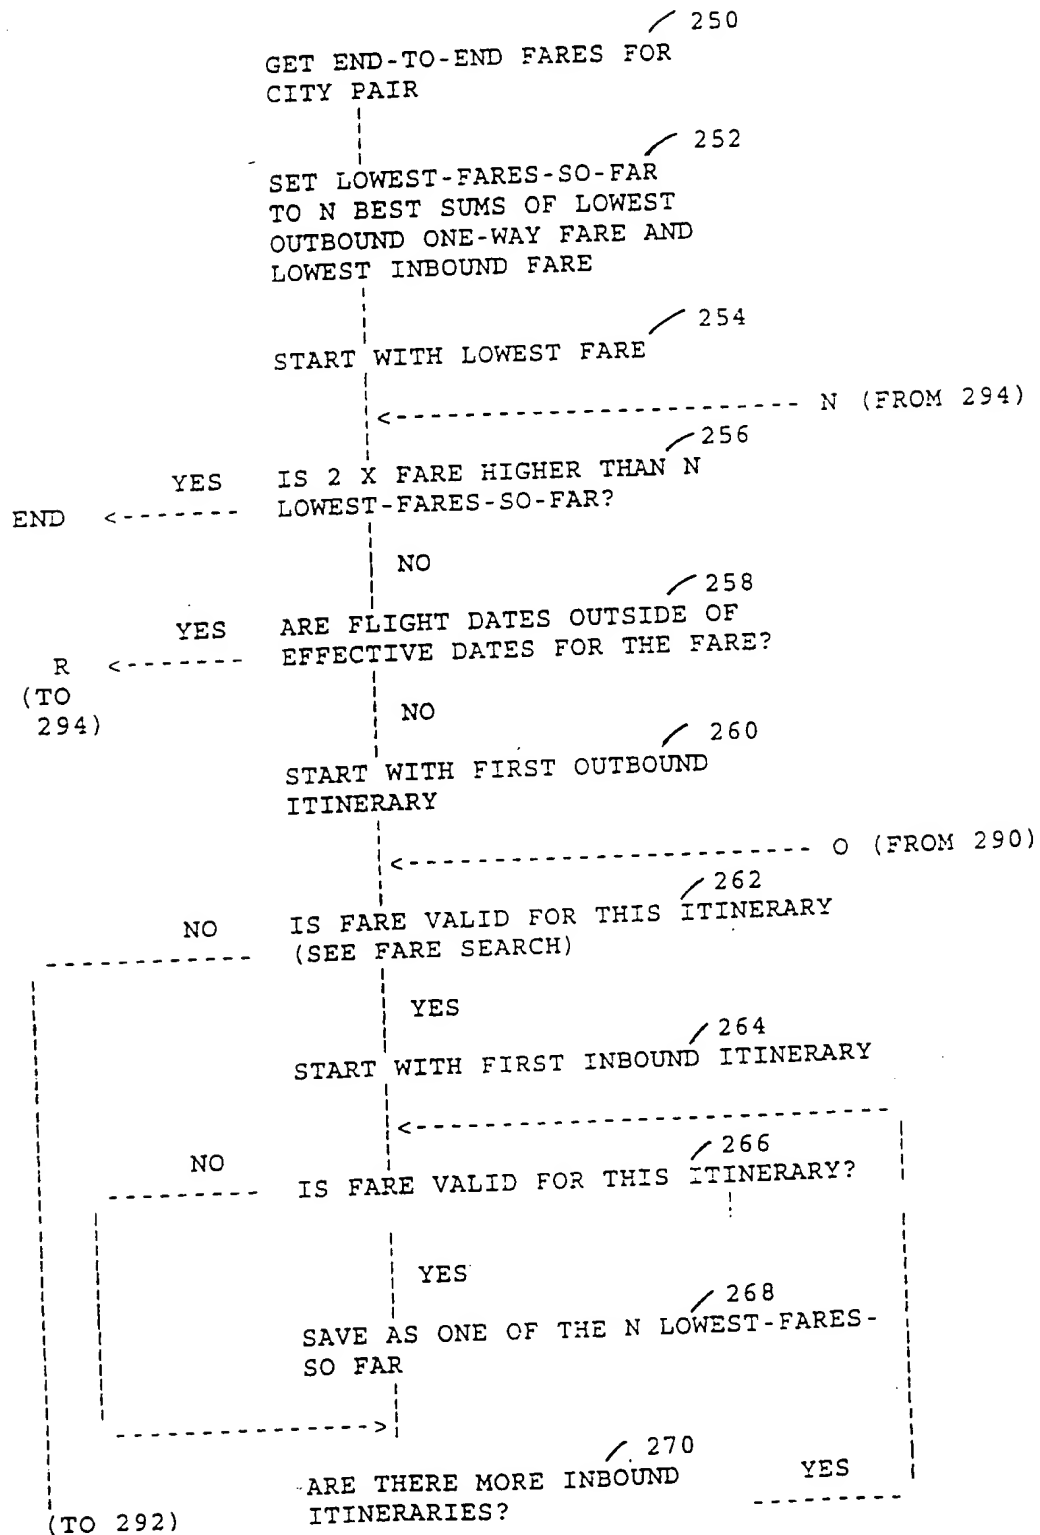 250
GET END-TO-END FARES FOR
CITY PAIR
252
SET LOWEST-FARES-SO-FAR
TO N BEST SUMS OF LOWEST
OUTBOUND ONE-WAY FARE AND
LOWEST INBOUND FARE
254
START WITH LOWEST FARE
N (FROM 294)
256
YES IS 2 X FARE HIGHER THAN N
END LOWEST-FARES-SO-FAR?
NO
258
YES ARE FLIGHT DATES OUTSIDE OF
R EFFECTIVE DATES FOR THE FARE?
(TO
294)
NO
260
START WITH FIRST OUTBOUND
ITINERARY
O (FROM 290)
262
NO IS FARE VALID FOR THIS ITINERARY
(SEE FARE SEARCH)
YES
264
START WITH FIRST INBOUND ITINERARY
266
NO IS FARE VALID FOR THIS ITINERARY?
YES
268
SAVE AS ONE OF THE N LOWEST-FARES-
SO FAR
270
ARE THERE MORE INBOUND YES
(TO 292) ITINERARIES?